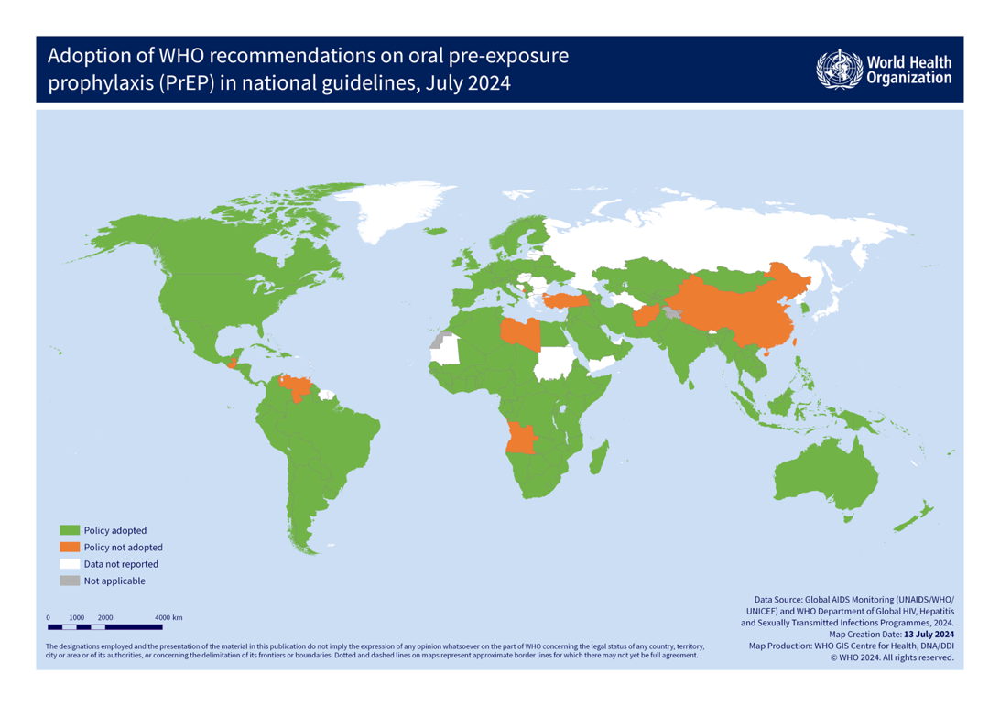 Adoption of WHO recommendations on oral pre-exposure
prophylaxis (PrEP) in national guidelines, July 2024
World Health
Organization
Policy adopted
Policy not adopted
Data not reported
Not applicable
0 1000 2000 4000 km
Data Source: Global AIDS Monitoring (UNAIDS/WHO/
UNICEF) and WHO Department of Global HIV, Hepatitis
and Sexually Transmitted Infections Programmes, 2024.
Map Creation Date: 13 July 2024
Map Production: WHO GIS Centre for Health, DNA/DDI
© WHO 2024. All rights reserved.
The designations employed and the presentation of the material in this publication do not imply the expression of any opinion whatsoever on the part of WHO concerning the legal status of any country, territory,
city or area or of its authorities, or concerning the delimitation of its frontiers or boundaries. Dotted and dashed lines on maps represent approximate border lines for which there may not yet be full agreement.